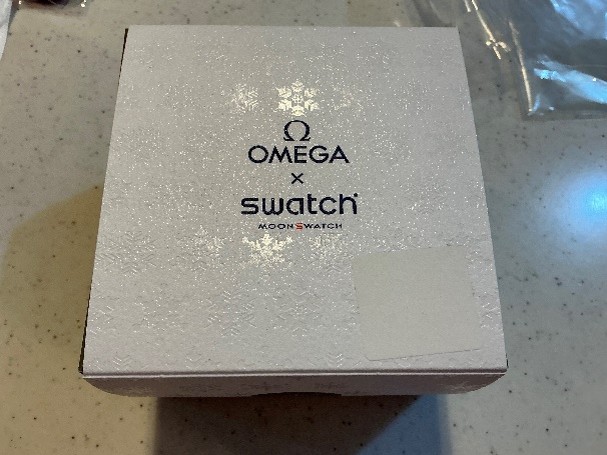 Ω
OMEGA
×
swatch
MOONSWATCH